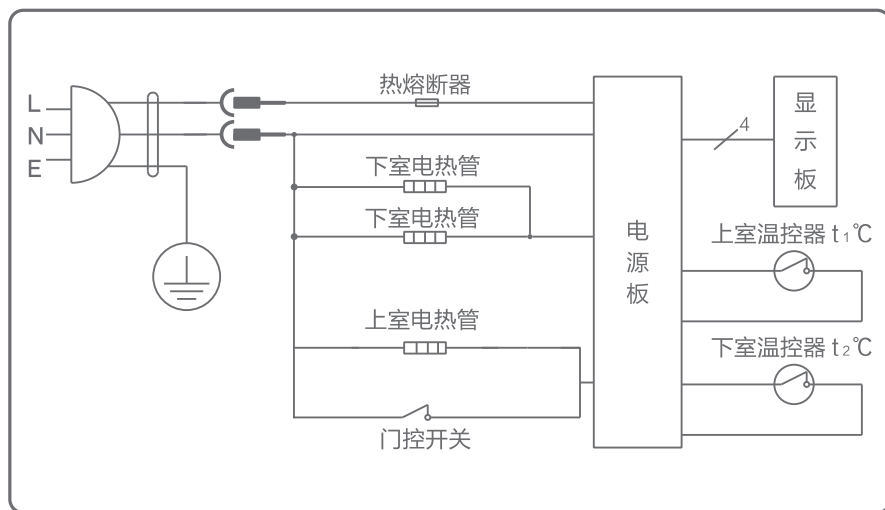 L
N
E
热熔断器
下室电热管
下室电热管
上室电热管
门控开关
电源板
4
显示板
上室温控器 t₁℃
下室温控器 t₂℃